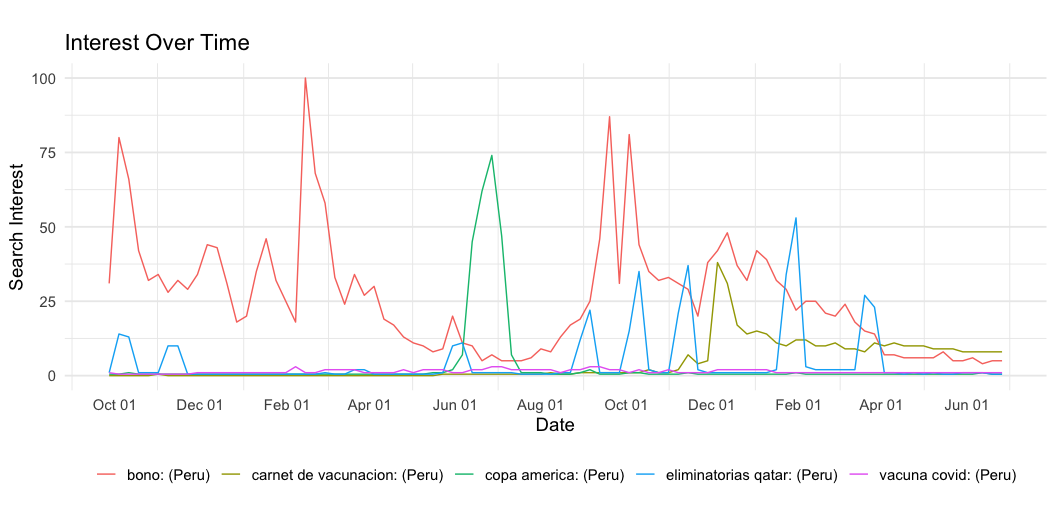 Interest Over Time
Search Interest
100
75
50
25
0
Oct 01 Dec 01 Feb 01 Apr 01 Jun 01 Aug 01 Oct 01 Dec 01 Feb 01 Apr 01 Jun 01
Date
bono: (Peru) carnet de vacunacion: (Peru) copa america: (Peru) eliminatorias qatar: (Peru) vacuna covid: (Peru)